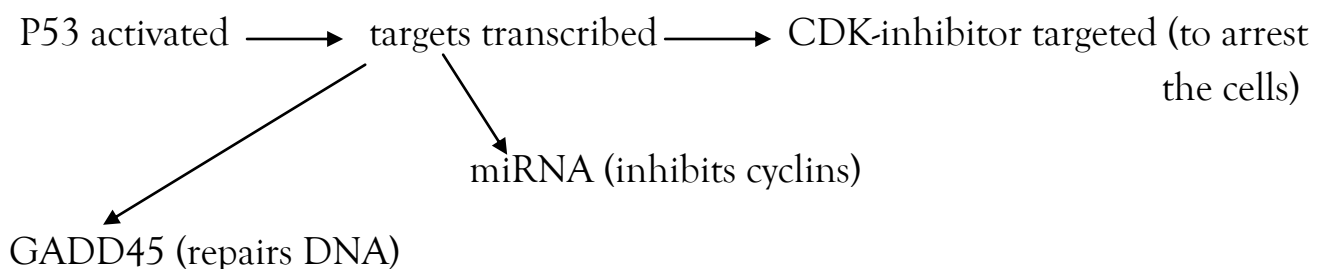 P53 activated targets transcribed CDK-inhibitor targeted (to arrest
the cells)
miRNA (inhibits cyclins)
GADD45 (repairs DNA)